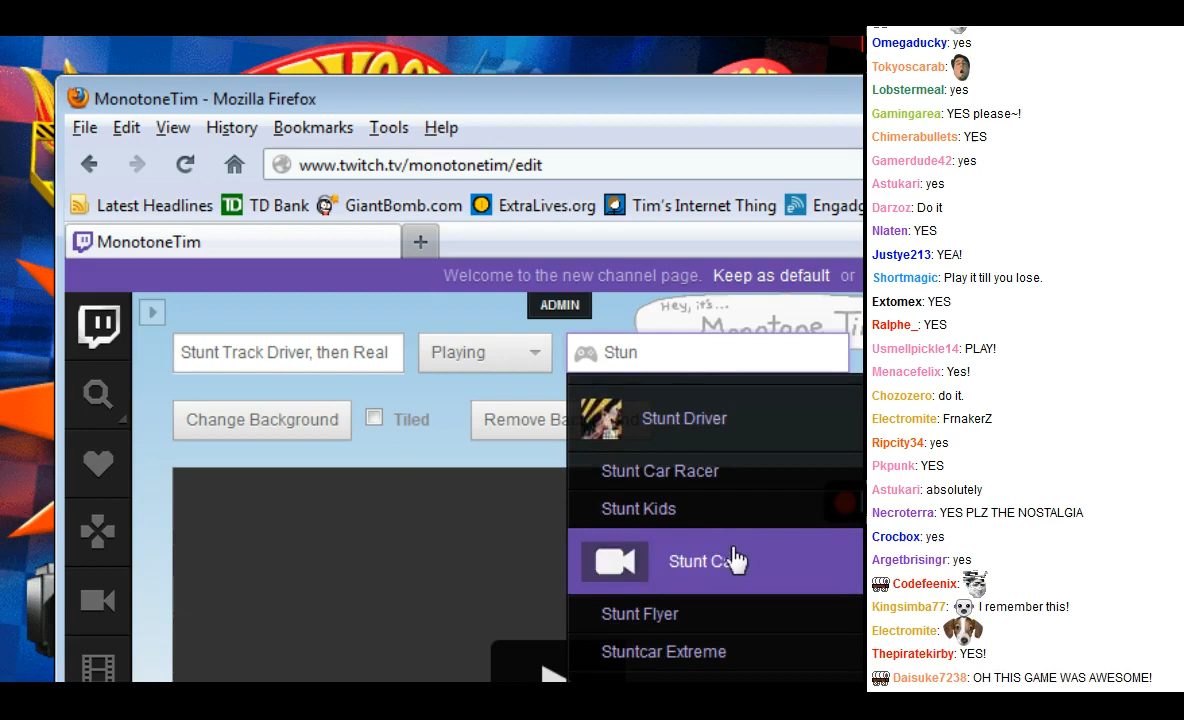 MonotoneTim - Mozilla Firefox
File Edit View History Bookmarks Tools Help
www.twitch.tv/monotonetim/edit
Latest Headlines TD TD Bank GiantBomb.com ExtraLives.org Tim's Internet Thing Engadg
MonotoneTim
Welcome to the new channel page. Keep as default or
ADMIN
Hey, it's...
Monotone Ti
Stunt Track Driver, then Real
Playing
Stun
Change Background
Tiled
Remove Ba
Stunt Driver
Stunt Car Racer
Stunt Kids
Stunt C
Stunt Flyer
Stuntcar Extreme
Omegaducky: yes
Tokyoscarab:
Lobstermeal: yes
Gamingarea: YES please~!
Chimerabullets: YES
Gamerdude42: yes
Astukari: yes
Darzoz: Do it
Nlaten: YES
Justye213: YEA!
Shortmagic: Play it till you lose.
Extomex: YES
Ralphe_: YES
Usmellpickle14: PLAY!
Menacefelix: Yes!
Chozozero: do it.
Electromite: FrnakerZ
Ripcity34: yes
Pkpunk: YES
Astukari: absolutely
Necroterra: YES PLZ THE NOSTALGIA
Crocbox: yes
Argetbrisingr: yes
Codefeenix:
Kingsimba77: I remember this!
Electromite:
Thepiratekirby: YES!
Daisuke7238: OH THIS GAME WAS AWESOME!